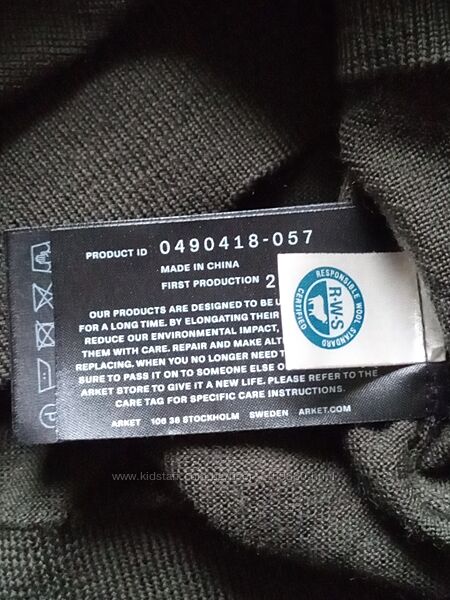 PRODUCT ID 0490418-057
MADE IN CHINA
FIRST PRODUCTION 2
OUR PRODUCTS ARE DESIGNED TO BE U
FOR A LONG TIME. BY ELONGATING THEIR
REDUCE OUR ENVIRONMENTAL IMPACT,
THEM WITH CARE. REPAIR AND MAKE ALT
REPLACING. WHEN YOU NO LONGER NEED T
SURE TO PASS IT ON TO SOMEONE ELSE O
ARKET STORE TO GIVE IT A NEW LIFE. PLEASE REFER TO THE
CARE TAG FOR SPECIFIC CARE INSTRUCTIONS.
ARKET 106 38 STOCKHOLM SWEDEN ARKET.COM
RESPONSIBLE WOOL STANDARD
CERTIFIED
R·W·S